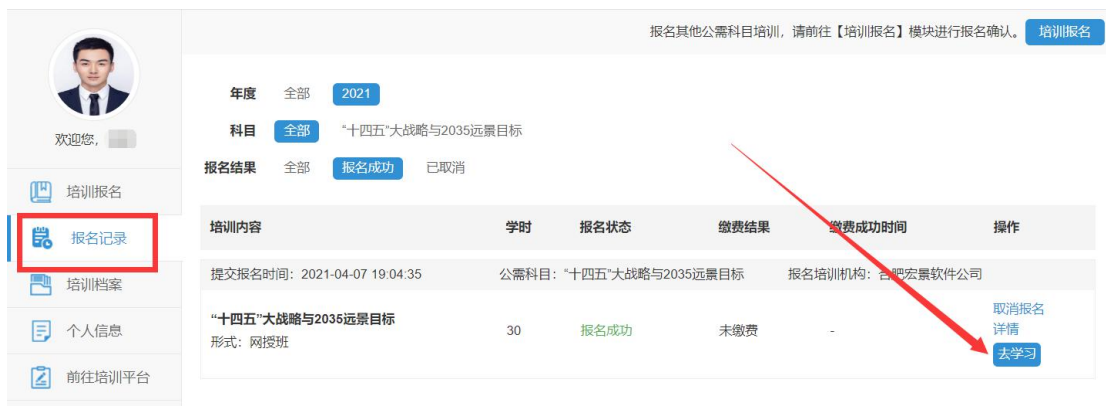 报名其他公需科目培训，请前往【培训报名】模块进行报名确认。 培训报名
欢迎您，
培训报名
报名记录
培训档案
个人信息
前往培训平台
年度 全部 2021
科目 全部 “十四五”大战略与2035远景目标
报名结果 全部 报名成功 已取消
培训内容 学时 报名状态 缴费结果 缴费成功时间 操作
提交报名时间：2021-04-07 19:04:35 公需科目：“十四五”大战略与2035远景目标 报名培训机构：合肥宏景软件公司
“十四五”大战略与2035远景目标
形式：网授班
30 报名成功 未缴费 -
取消报名
详情
去学习